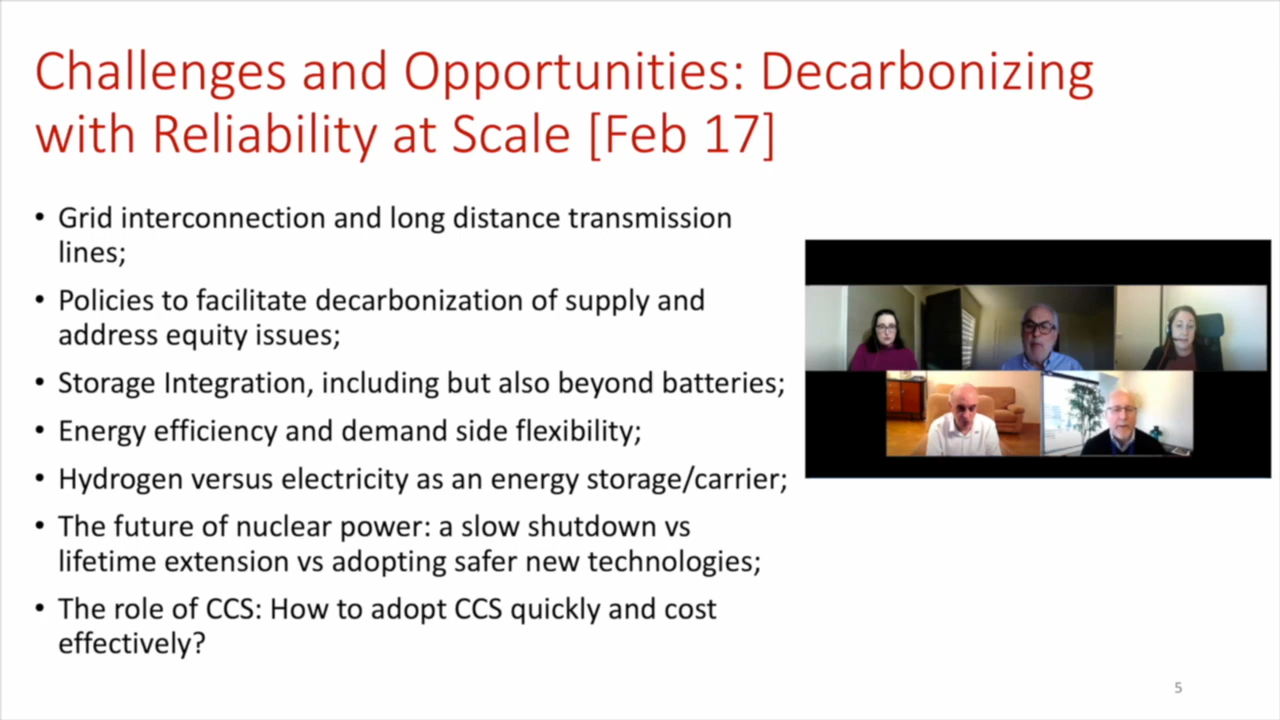 Challenges and Opportunities: Decarbonizing
with Reliability at Scale [Feb 17]
• Grid interconnection and long distance transmission
lines;
• Policies to facilitate decarbonization of supply and
address equity issues;
• Storage Integration, including but also beyond batteries;
• Energy efficiency and demand side flexibility;
• Hydrogen versus electricity as an energy storage/carrier;
• The future of nuclear power: a slow shutdown vs
lifetime extension vs adopting safer new technologies;
• The role of CCS: How to adopt CCS quickly and cost
effectively?
5